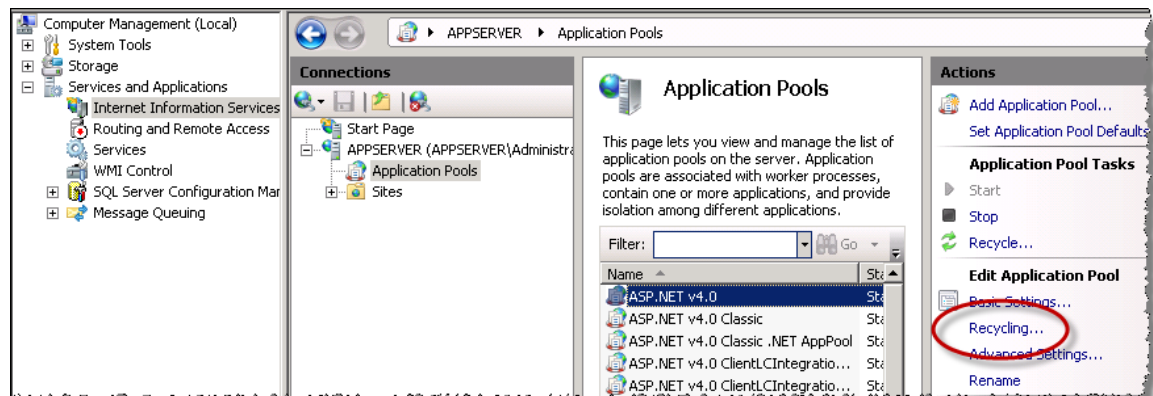 Computer Management (Local)
System Tools
Storage
Services and Applications
Internet Information Services
Routing and Remote Access
Services
WMI Control
SQL Server Configuration Mar
Message Queuing
APPSERVER
Application Pools
Connections
Start Page
APPSERVER (APPSERVER\Administra
Application Pools
Sites
Application Pools
This page lets you view and manage the list of
application pools on the server. Application
pools are associated with worker processes,
contain one or more applications, and provide
isolation among different applications.
Filter:
Go
Name
Sta
ASP.NET v4.0
Sta
ASP.NET v4.0 Classic
Sta
ASP.NET v4.0 Classic .NET AppPool
Sta
ASP.NET v4.0 ClientLCIntegratio...
Sta
ASP.NET v4.0 ClientLCIntegratio...
Sta
Actions
Add Application Pool...
Set Application Pool Defaults
Application Pool Tasks
Start
Stop
Recycle...
Edit Application Pool
Basic Settings...
Recycling...
Advanced Settings...
Rename